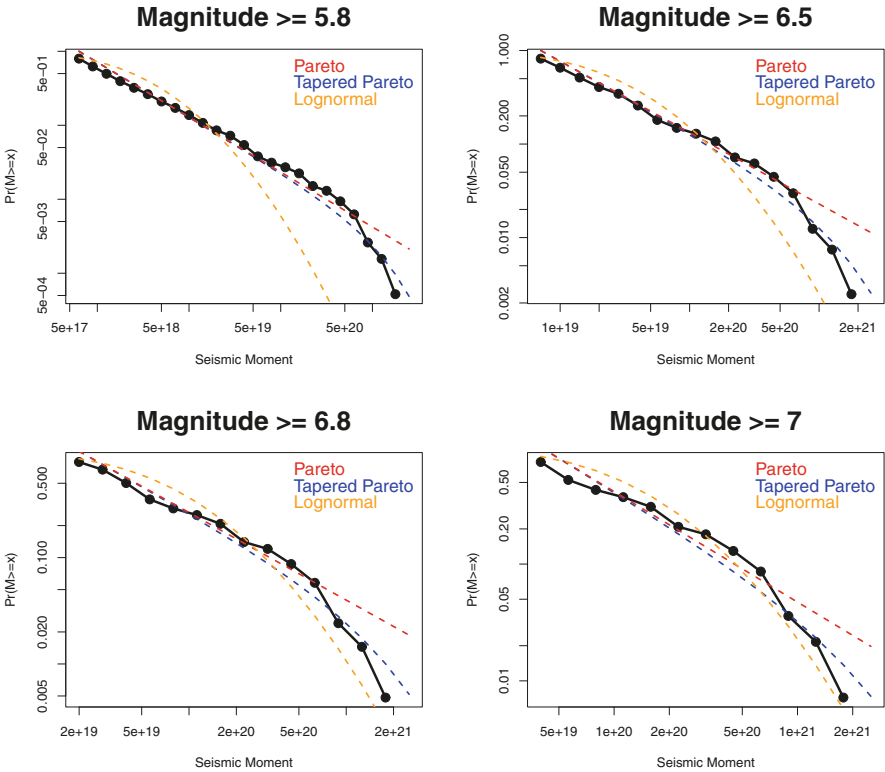 Magnitude >= 5.8
Pareto
Tapered Pareto
Lognormal
Pr(M>=x)
5e-01
5e-02
5e-03
5e-04
5e+17
5e+18
5e+19
5e+20
Seismic Moment
Magnitude >= 6.5
Pareto
Tapered Pareto
Lognormal
Pr(M>=x)
1.000
0.200
0.050
0.010
0.002
1e+19
5e+19
2e+20
5e+20
2e+21
Seismic Moment
Magnitude >= 6.8
Pareto
Tapered Pareto
Lognormal
Pr(M>=x)
0.500
0.100
0.020
0.005
2e+19
5e+19
2e+20
5e+20
2e+21
Seismic Moment
Magnitude >= 7
Pareto
Tapered Pareto
Lognormal
Pr(M>=x)
0.50
0.20
0.05
0.01
5e+19
1e+20
2e+20
5e+20
1e+21
2e+21
Seismic Moment